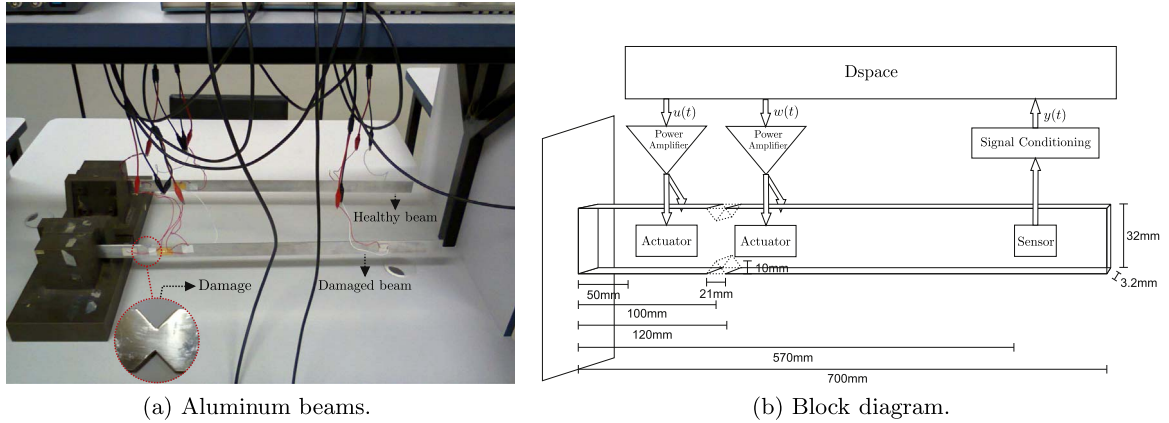 Healthy beam
Damage
Damaged beam
(a) Aluminum beams.
Dspace
u(t)
w(t)
y(t)
Power
Amplifier
Power
Amplifier
Signal Conditioning
Actuator
Actuator
Sensor
32mm
10mm
3.2mm
50mm
21mm
100mm
120mm
570mm
700mm
(b) Block diagram.